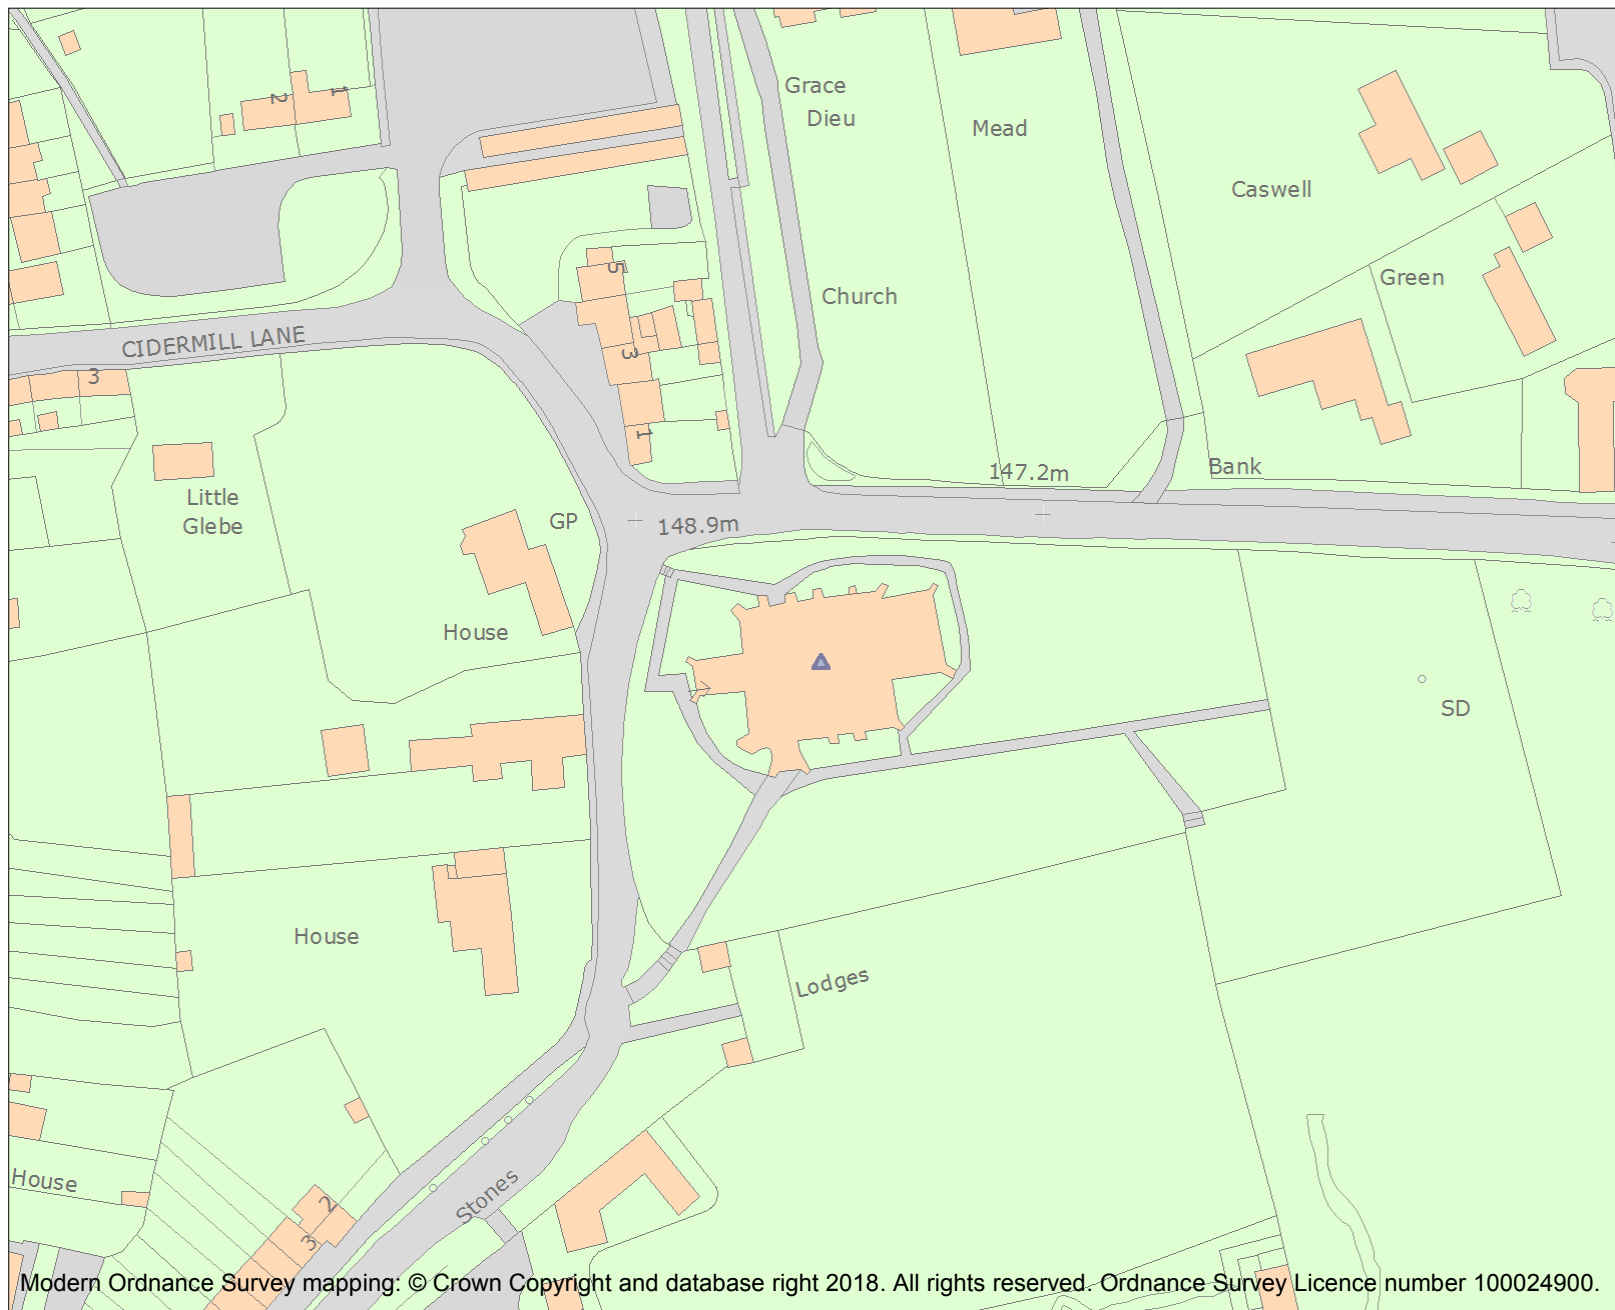 2
1
Grace
Dieu
Mead
Caswell
5
Green
Church
CIDERMILL LANE
3
3
1
Bank
147.2m
Little
Glebe
GP
148.9m
House
SD
House
Lodges
House
Stones
2
3
Modern Ordnance Survey mapping: © Crown Copyright and database right 2018. All rights reserved. Ordnance Survey Licence number 100024900.